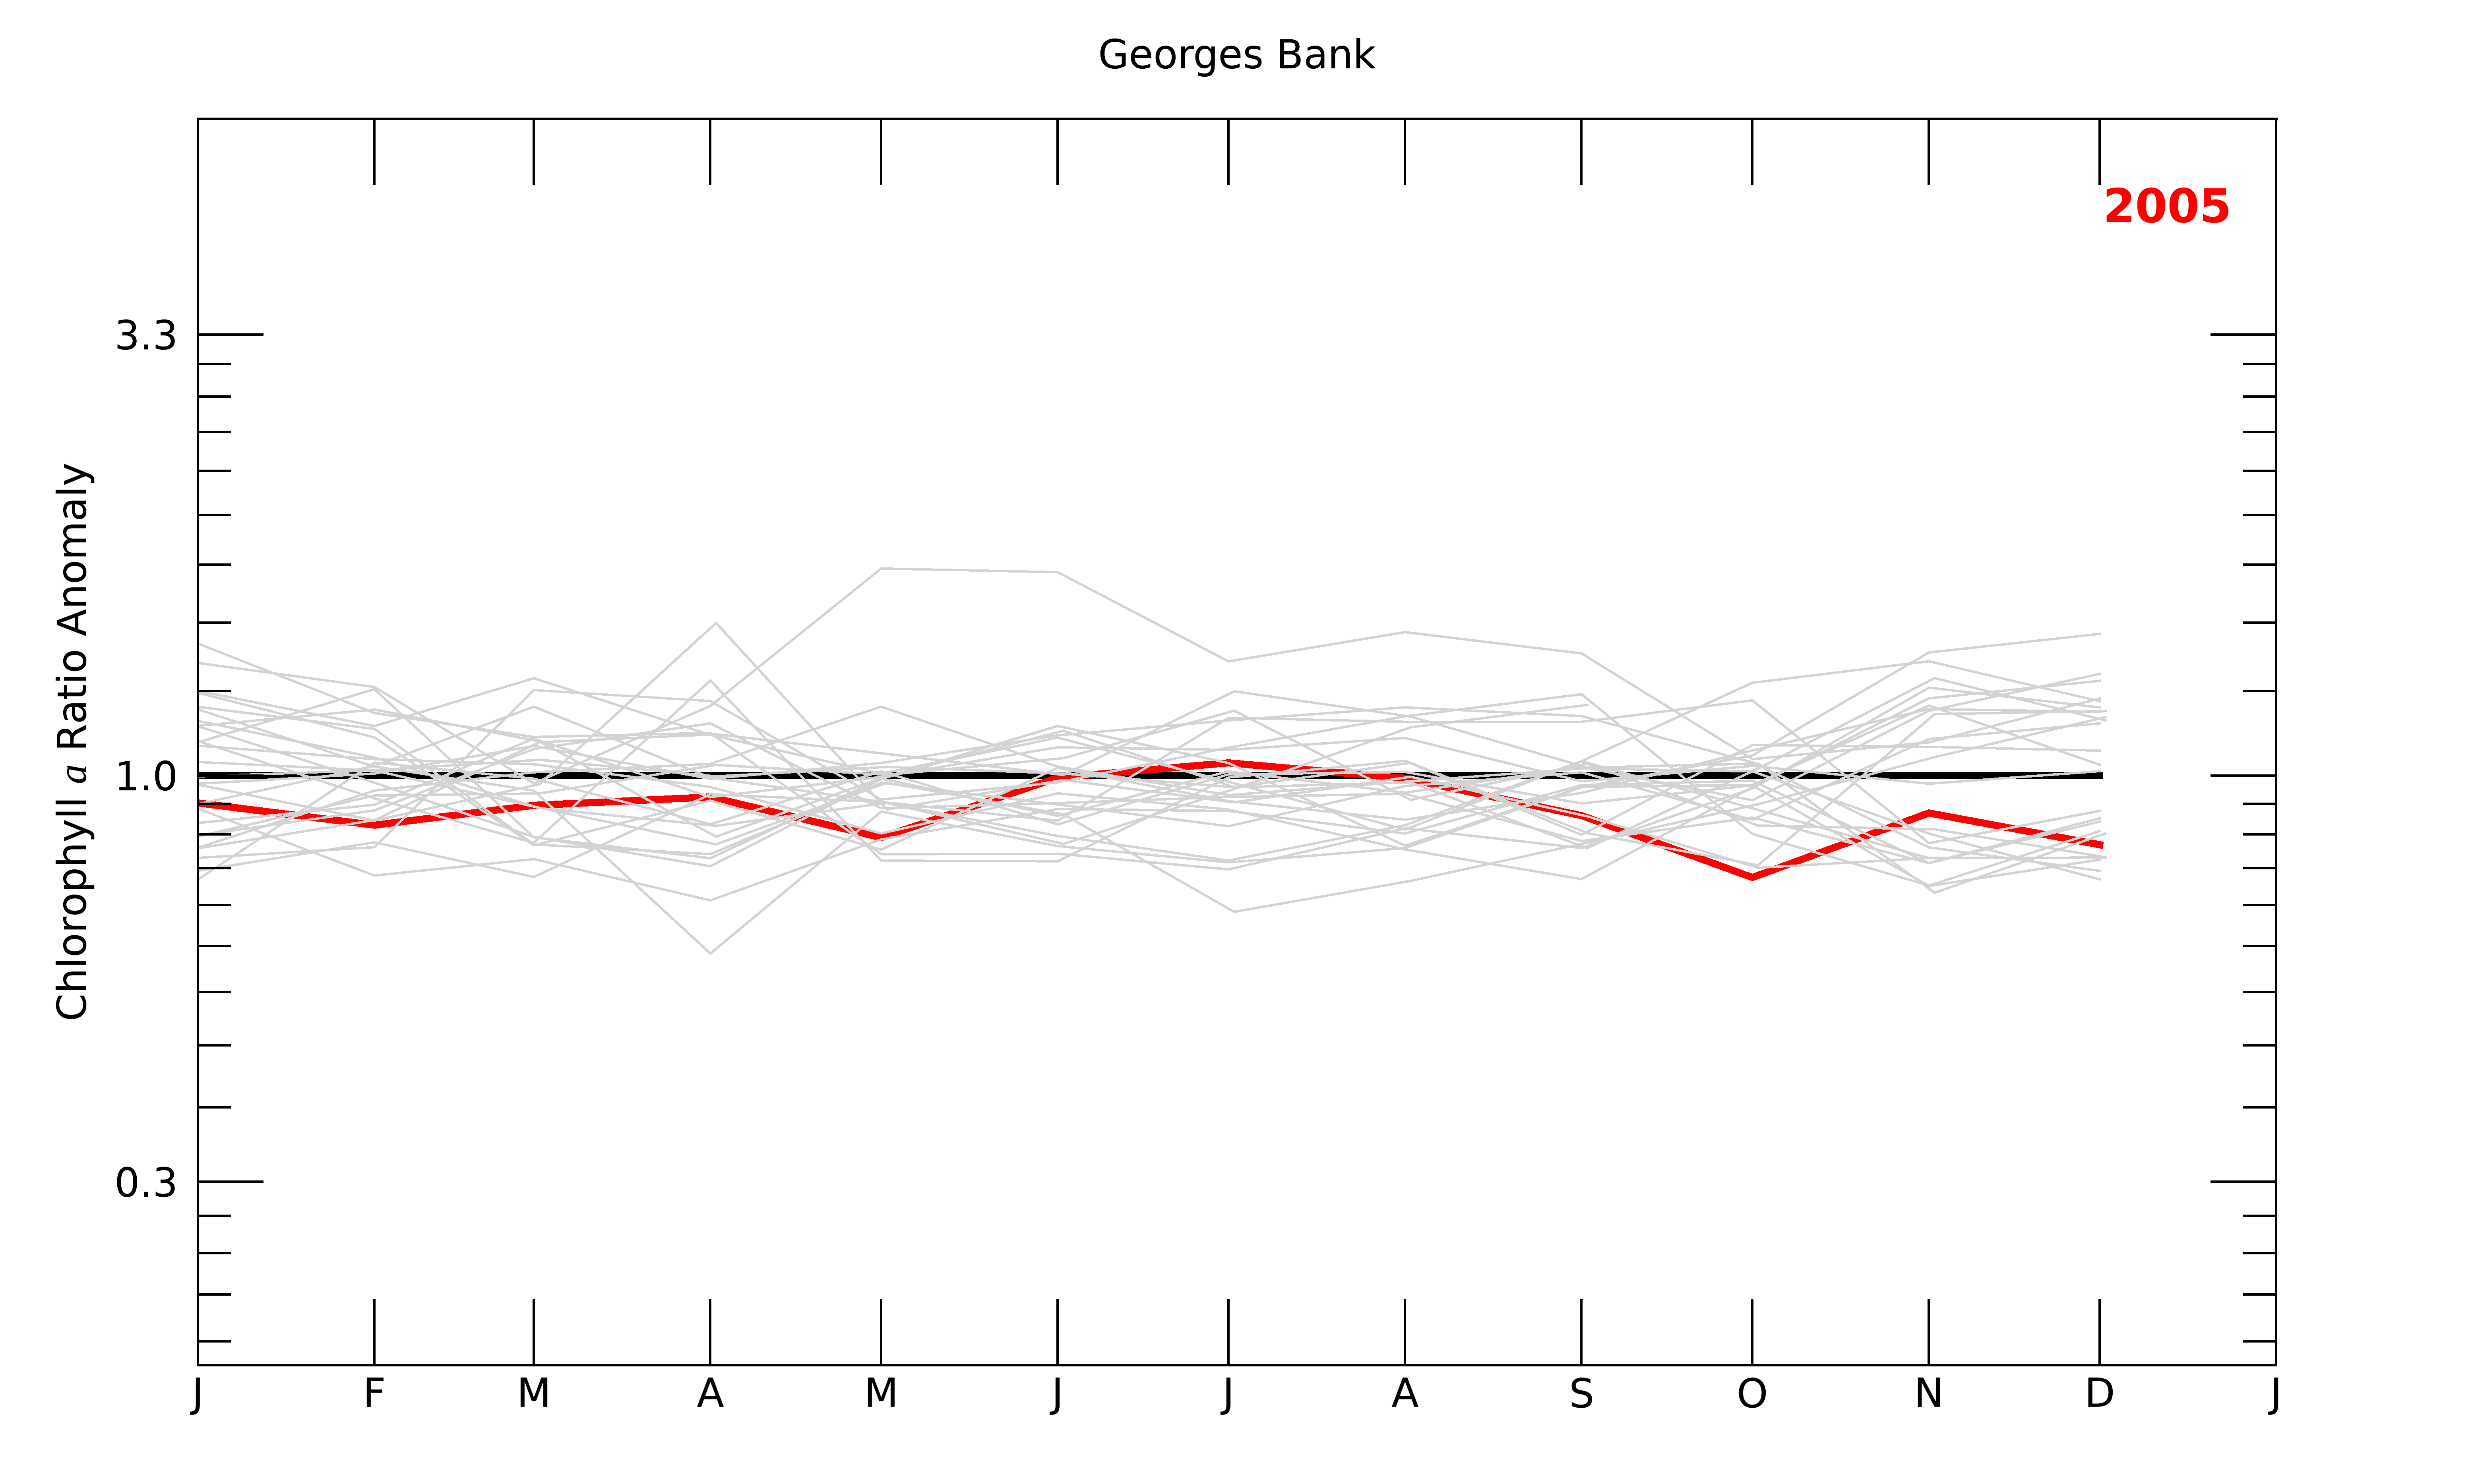 Georges Bank
2005
Chlorophyll a Ratio Anomaly
3.3
1.0
0.3
J F M A M J J A S O N D J